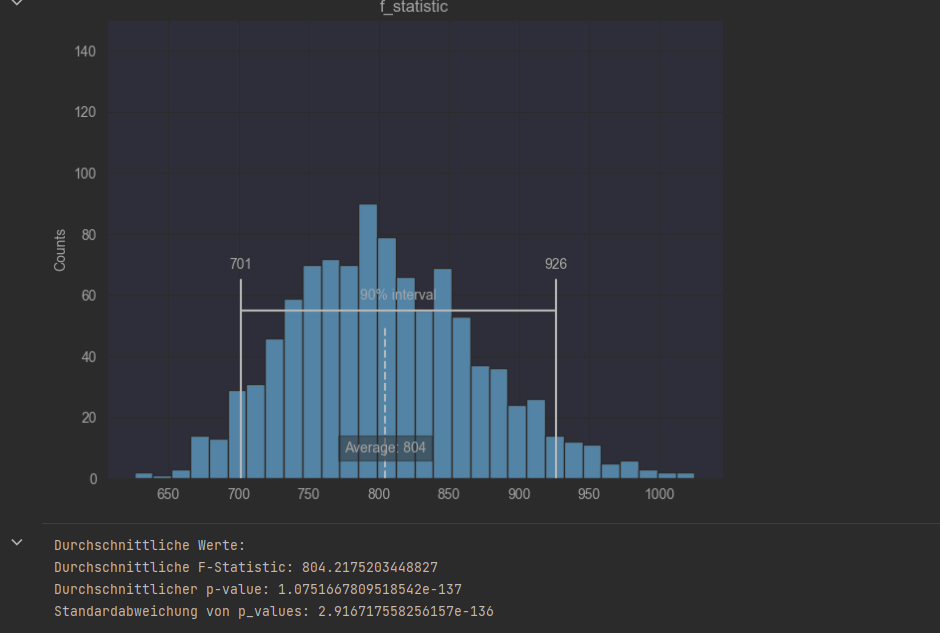 f_statistic
140
120
100
80
60
40
20
0
Counts
701
926
90% interval
Average: 804
650 700 750 800 850 900 950 1000
Durchschnittliche Werte:
Durchschnittliche F-Statistic: 804.2175203448827
Durchschnittlicher p-value: 1.0751667809518542e-137
Standardabweichung von p_values: 2.916717558256157e-136